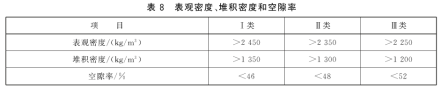 表 8 表观密度、堆积密度和空隙率
项 目 Ⅰ类 Ⅱ类 Ⅲ类
表观密度/(kg/m³) >2 450 >2 350 >2 250
堆积密度/(kg/m³) >1 350 >1 300 >1 200
空隙率/% <46 <48 <52